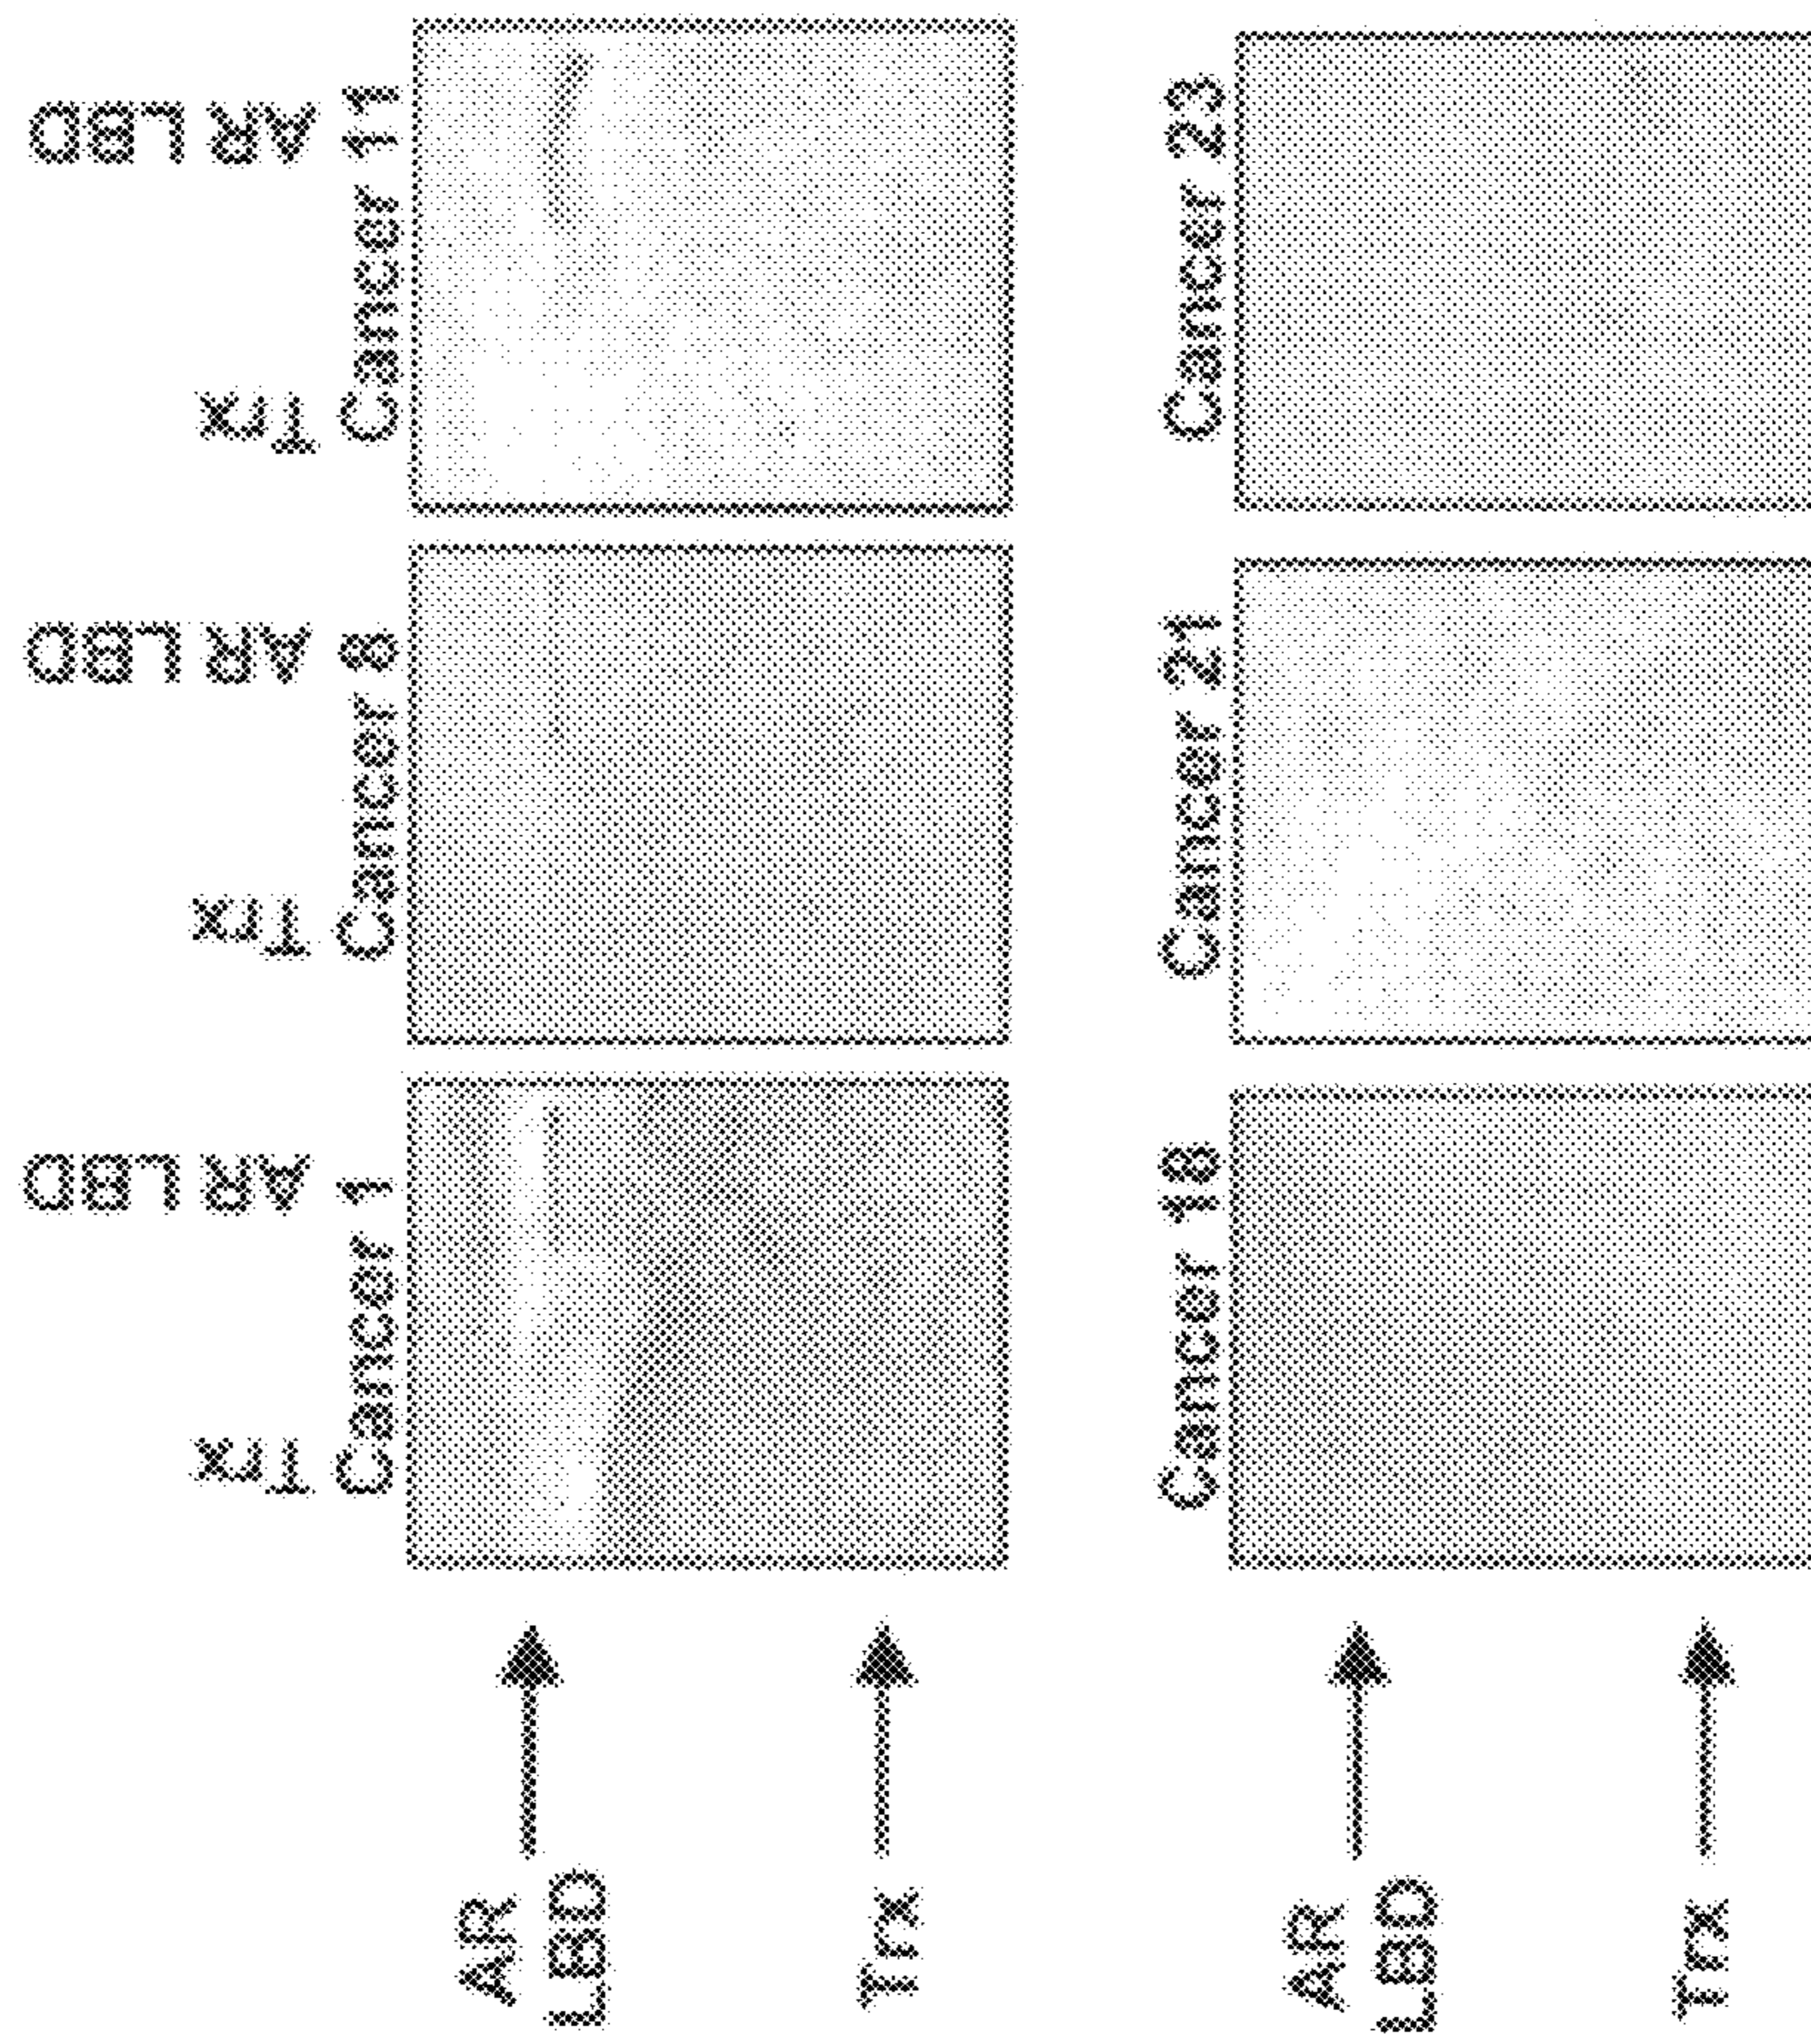 Trx AR LBD Trx AR LBD Trx AR LBD
Cancer 1 Cancer 8 Cancer 11
AR
LBD
Trx
Cancer 18 Cancer 21 Cancer 23
AR
LBD
Trx